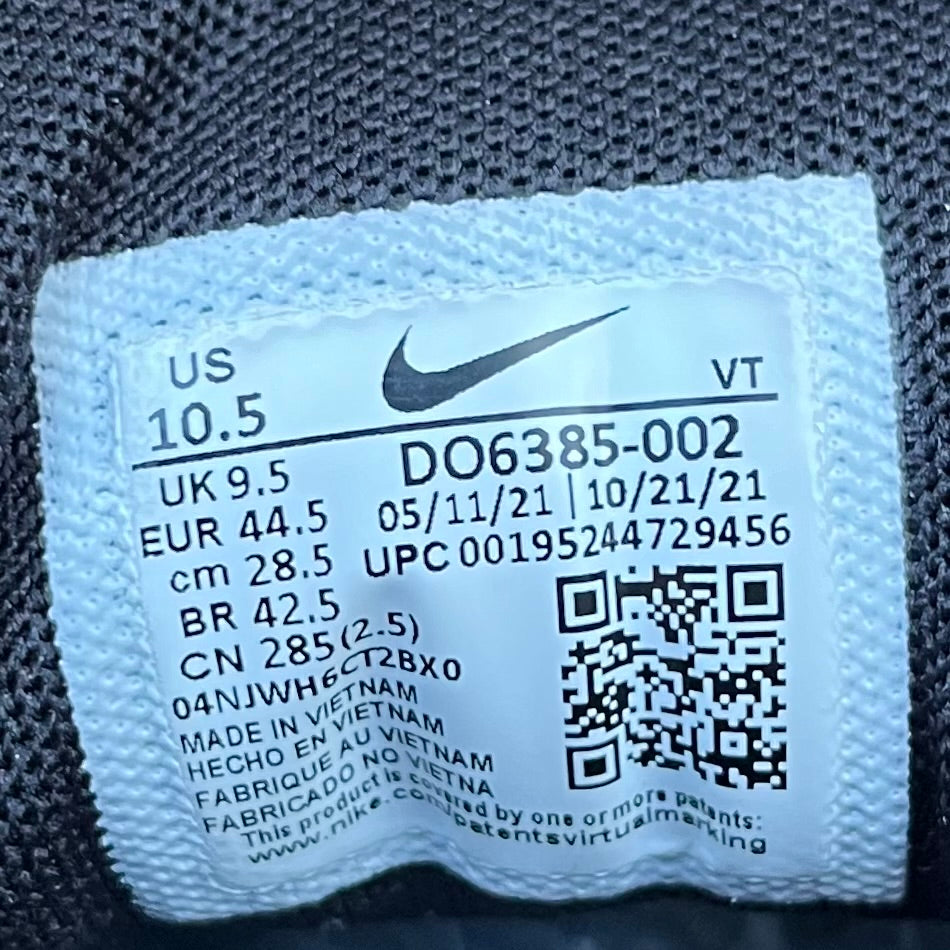 US
10.5
VT
UK 9.5
EUR 44.5
cm 28.5
BR 42.5
CN 285(2.5)
DO6385-002
05/11/21 | 10/21/21
UPC 00195244729456
04NJWH6CT2BX0
MADE IN VIETNAM
HECHO EN VIETNAM
FABRIQUE AU VIETNAM
FABRICADO NO VIETNA
This product is covered by one or more patents:
www.nike.com/patentsvirtualmarking